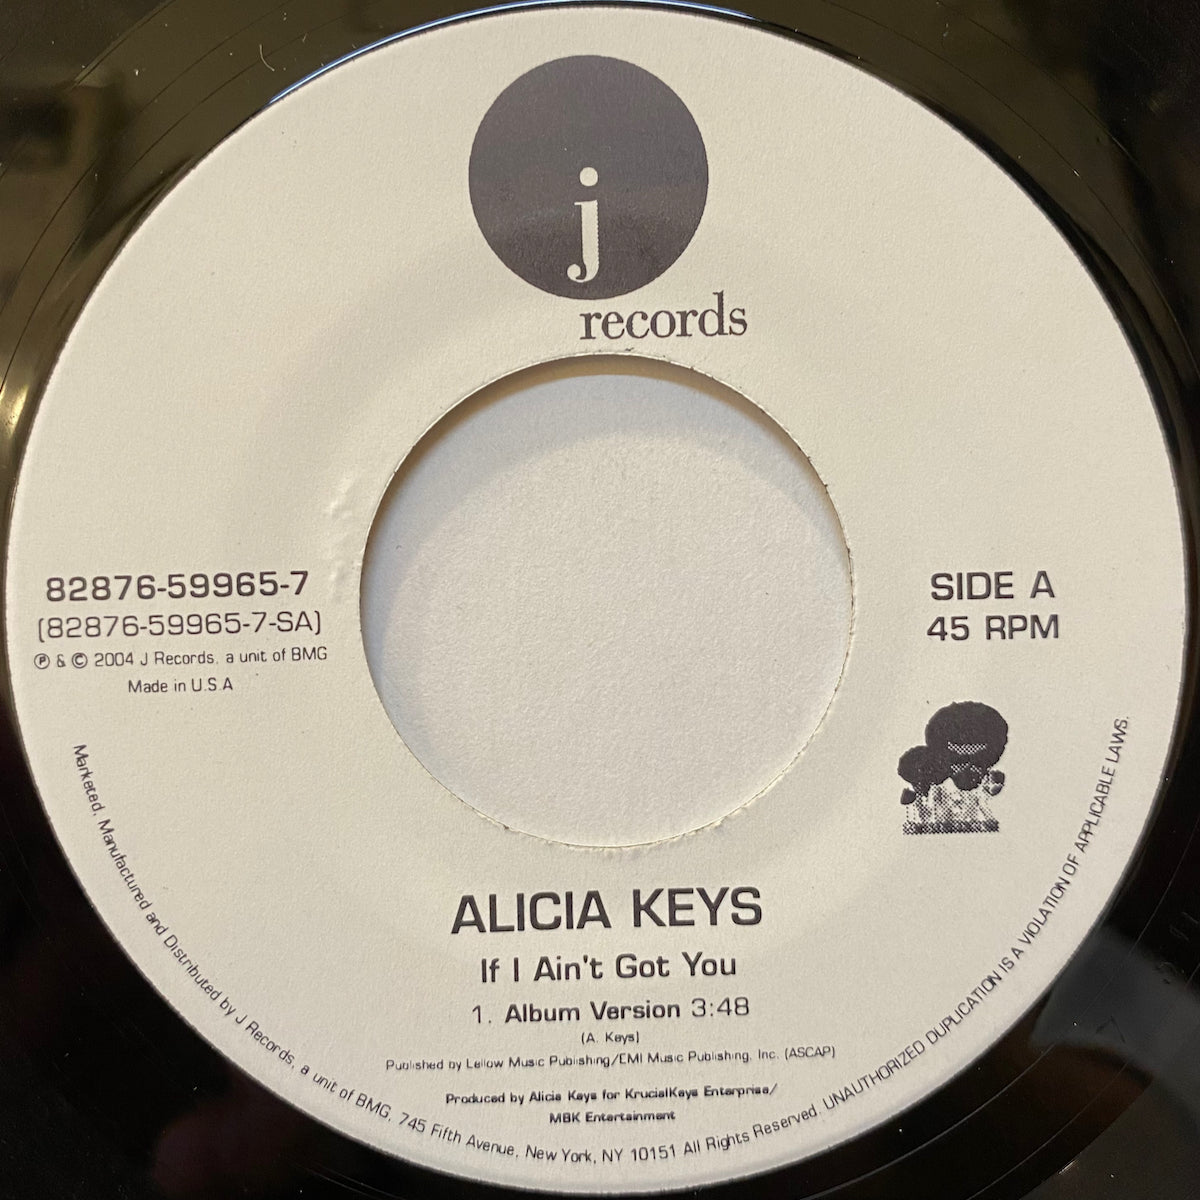 j
records
82876-59965-7
(82876-59965-7-SA)
℗ & © 2004 J Records, a unit of BMG
Made in U.S.A
SIDE A
45 RPM
ALICIA KEYS
If I Ain't Got You
1. Album Version 3:48
(A. Keys)
Published by Lellow Music Publishing/EMI Music Publishing, Inc. (ASCAP)
Produced by Alicia Keys for KrucialKeys Enterprise/
MBK Entertainment
Marketed, Manufactured and Distributed by J Records, a unit of BMG, 745 Fifth Avenue, New York, NY 10151 All Rights Reserved. UNAUTHORIZED DUPLICATION IS A VIOLATION OF APPLICABLE LAWS.